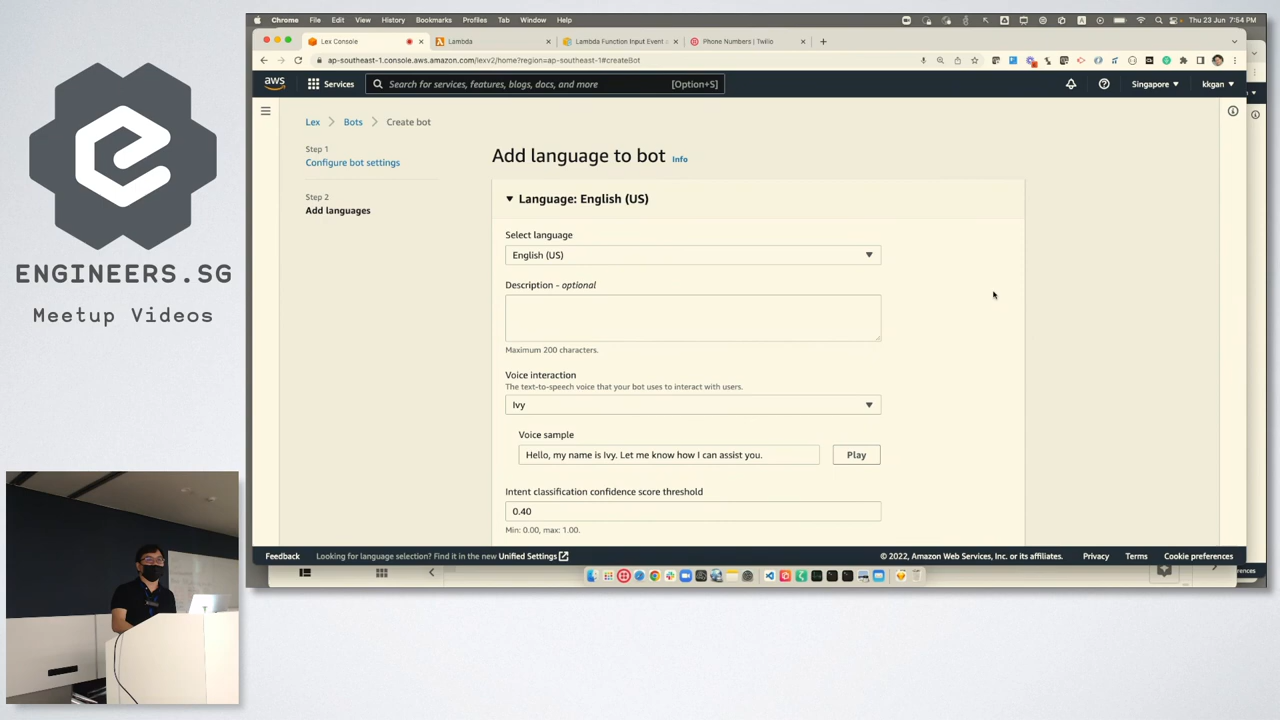 Chrome File Edit View History Bookmarks Profiles Tab Window Help
Thu 23 Jun 7:54 PM
Lex Console
Lambda
Lambda Function Input Event a
Phone Numbers | Twilio
ap-southeast-1.console.aws.amazon.com/lexv2/home?region=ap-southeast-1#createBot
aws
Services
Search for services, features, blogs, docs, and more
[Option+S]
Singapore
kkgan
Lex
Bots
Create bot
Step 1
Configure bot settings
Step 2
Add languages
Add language to bot
Info
Language: English (US)
Select language
English (US)
Description - optional
Maximum 200 characters.
Voice interaction
The text-to-speech voice that your bot uses to interact with users.
Ivy
Voice sample
Hello, my name is Ivy. Let me know how I can assist you.
Play
Intent classification confidence score threshold
0.40
Min: 0.00, max: 1.00.
Feedback
Looking for language selection? Find it in the new Unified Settings
© 2022, Amazon Web Services, Inc. or its affiliates.
Privacy
Terms
Cookie preferences
ENGINEERS.SG
Meetup Videos